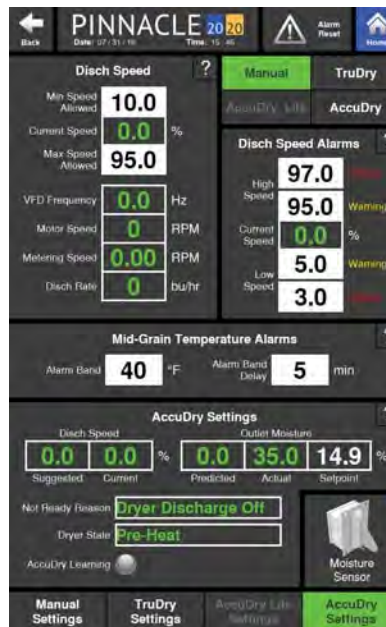 Back
PINNACLE 20 20
Date: 07/31/18 Time: 15 46
Alarm Reset
Home
Disch Speed ?
Min Speed Allowed 10.0
Current Speed 0.0 %
Max Speed Allowed 95.0
VFD Frequency 0.0 Hz
Motor Speed 0 RPM
Metering Speed 0.00 RPM
Disch Rate 0 bu/hr
Manual TruDry
AccuDry Lite AccuDry
Disch Speed Alarms
High Speed 97.0
95.0 Warning
Current Speed 0.0 %
Low Speed 5.0 Warning
3.0
Mid-Grain Temperature Alarms
Alarm Band 40 °F Alarm Band Delay 5 min
AccuDry Settings
Disch Speed Outlet Moisture
0.0 0.0 % 0.0 35.0 14.9 %
Suggested Current Predicted Actual Setpoint
Not Ready Reason Dryer Discharge Off
Dryer State Pre-Heat
AccuDry Learning
Moisture Sensor
Manual Settings TruDry Settings AccuDry Lite Settings AccuDry Settings